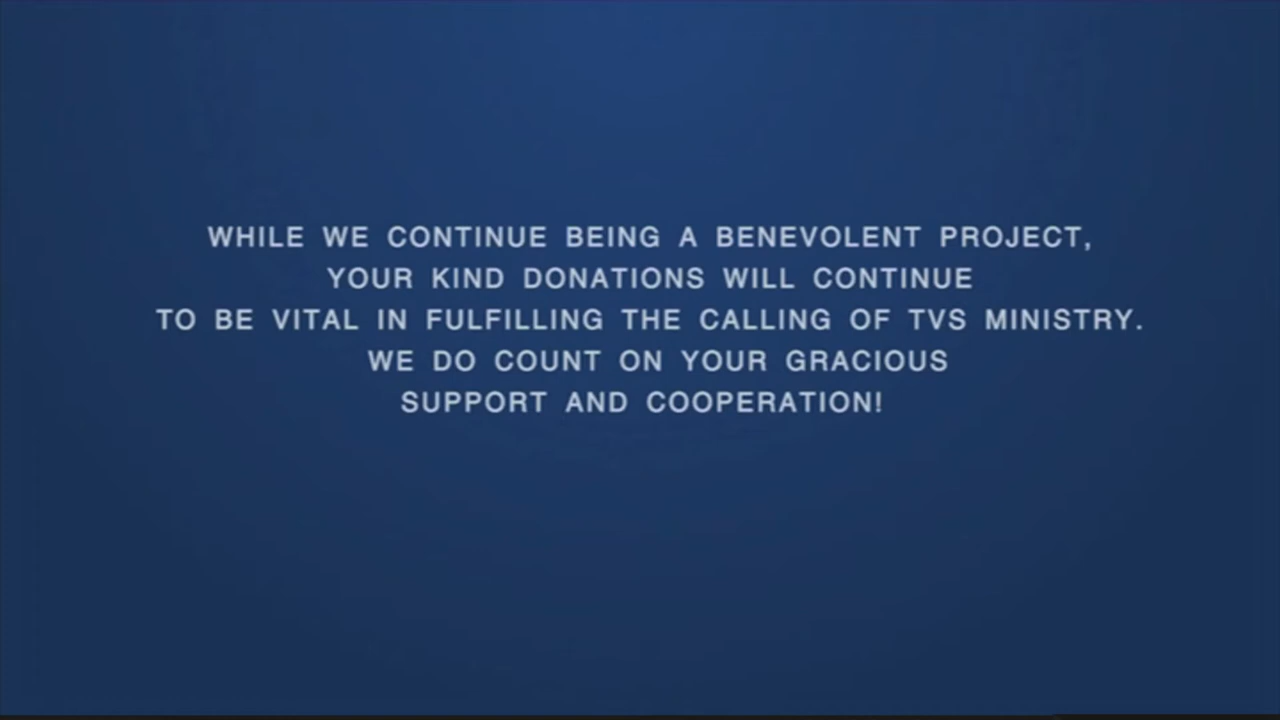 WHILE WE CONTINUE BEING A BENEVOLENT PROJECT,
YOUR KIND DONATIONS WILL CONTINUE
TO BE VITAL IN FULFILLING THE CALLING OF TVS MINISTRY.
WE DO COUNT ON YOUR GRACIOUS
SUPPORT AND COOPERATION!